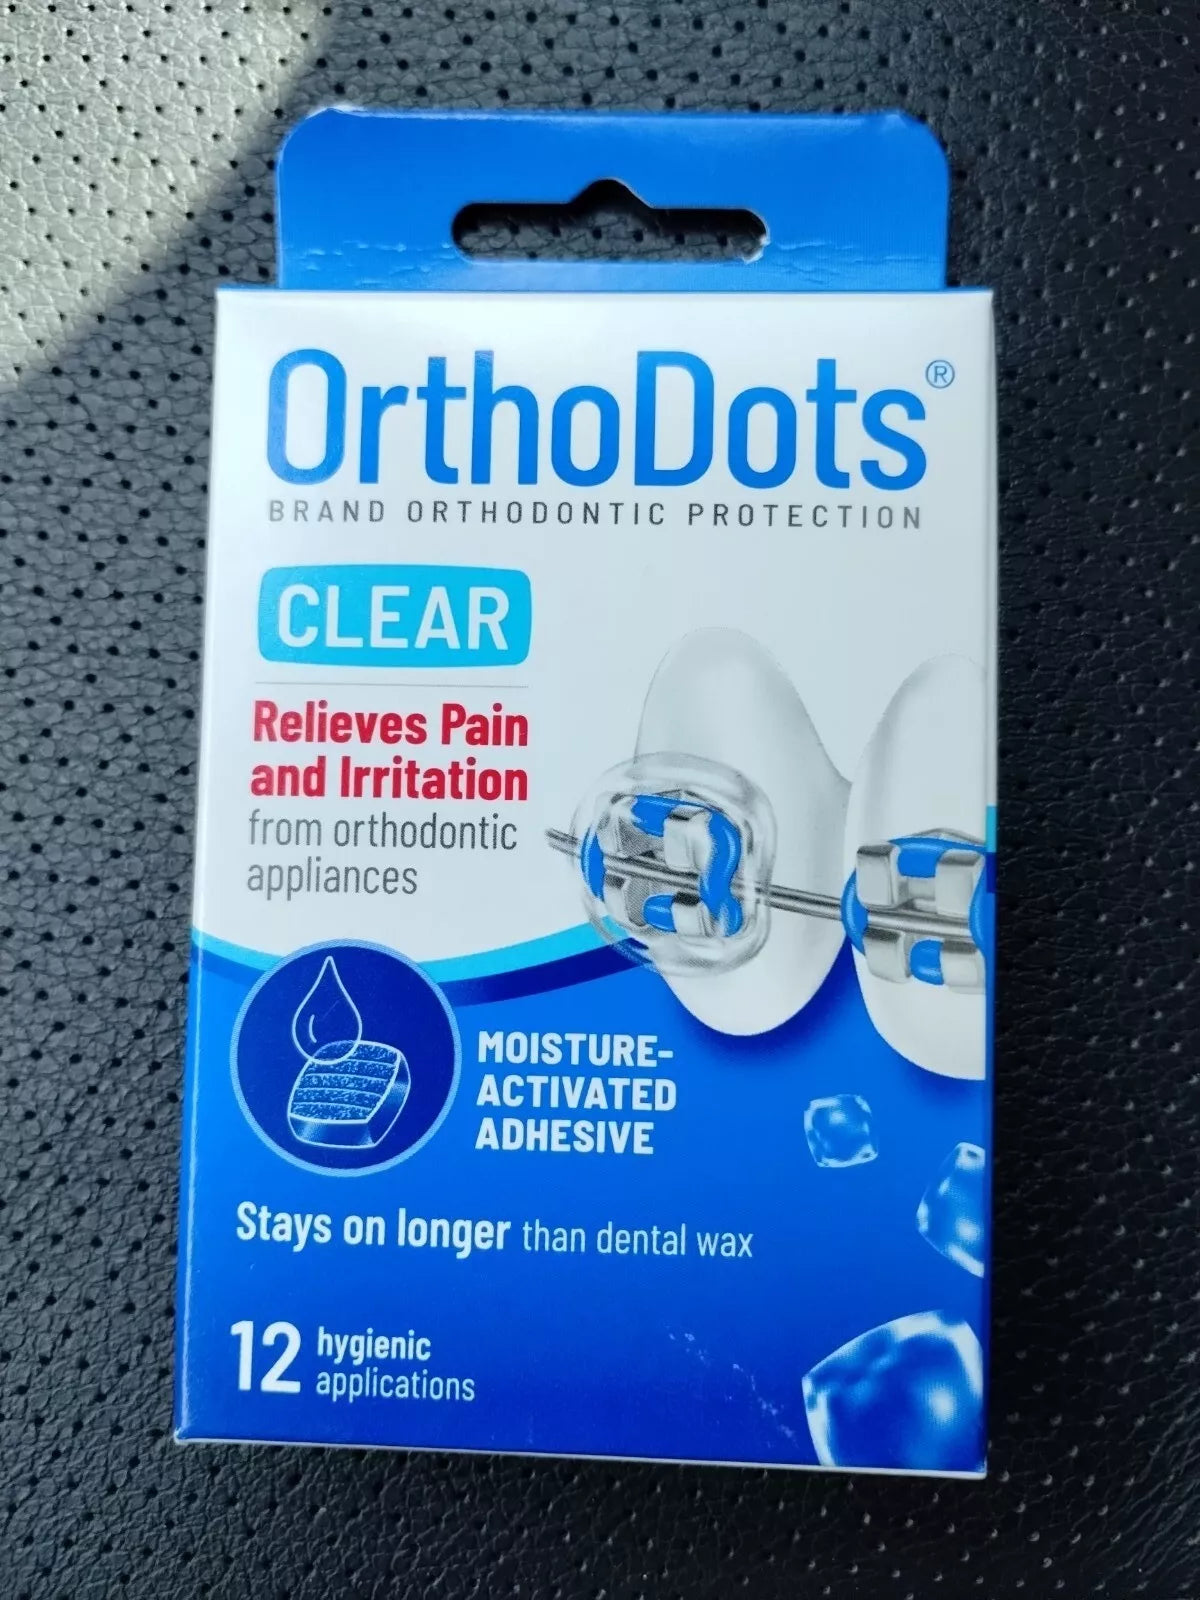 OrthoDots®
BRAND ORTHODONTIC PROTECTION
CLEAR
Relieves Pain
and Irritation
from orthodontic
appliances
MOISTURE-
ACTIVATED
ADHESIVE
Stays on longer than dental wax
12 hygienic
applications